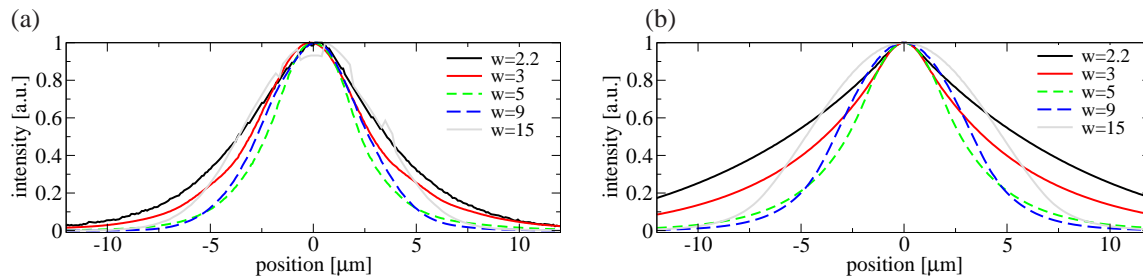 (a)
intensity [a.u.]
1
0.8
0.6
0.4
0.2
0
-10
-5
0
5
10
position [μm]
w=2.2
w=3
w=5
w=9
w=15
(b)
intensity [a.u.]
1
0.8
0.6
0.4
0.2
0
-10
-5
0
5
10
position [μm]
w=2.2
w=3
w=5
w=9
w=15